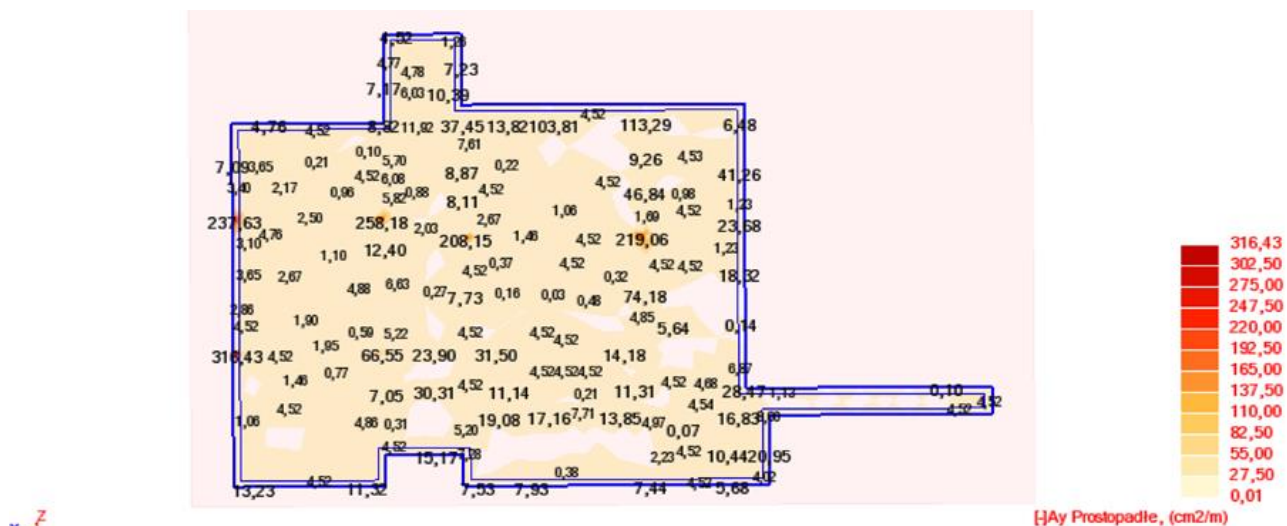 4,52 1,26
4,77 4,78 7,23
7,17 6,03 10,39
4,76 4,52 11,92 37,45 13,82 103,81 4,52 113,29 6,48
7,61
7,09 3,65 0,21 0,10 5,70 8,87 0,22 9,26 4,53
3,40 2,17 0,96 4,52 6,08 5,82 0,88 8,11 4,52 4,52 46,84 0,98 41,26
237,63 2,50 258,18 2,03 2,67 1,06 1,69 4,52 1,23 23,68
3,10 4,76 1,10 12,40 208,15 1,46 4,52 219,06 1,23
3,65 2,67 4,88 6,63 0,27 4,52 0,37 4,52 0,32 4,52 4,52 18,32
7,73 0,16 0,03 0,48 74,18
2,86 4,52 1,90 0,59 5,22 4,52 4,52 4,52 4,85 5,64 0,14
316,43 4,52 1,95 66,55 23,90 31,50 14,18
1,46 0,77 4,52 4,52 4,52 6,87
7,05 30,31 4,52 11,14 0,21 11,31 4,52 4,68 28,47 1,13 0,10
1,06 4,52 4,86 0,31 5,20 19,08 17,16 7,71 13,85 4,97 0,07 4,54 16,83 4,52 4,52
4,52 15,17 0,38 2,23 4,52 10,44 20,95
13,23 4,52 11,32 7,53 7,93 7,44 4,52 5,68 4,02
316,43
302,50
275,00
247,50
220,00
192,50
165,00
137,50
110,00
82,50
55,00
27,50
0,01
[-]Ay Prostopadłe, (cm2/m)
Z